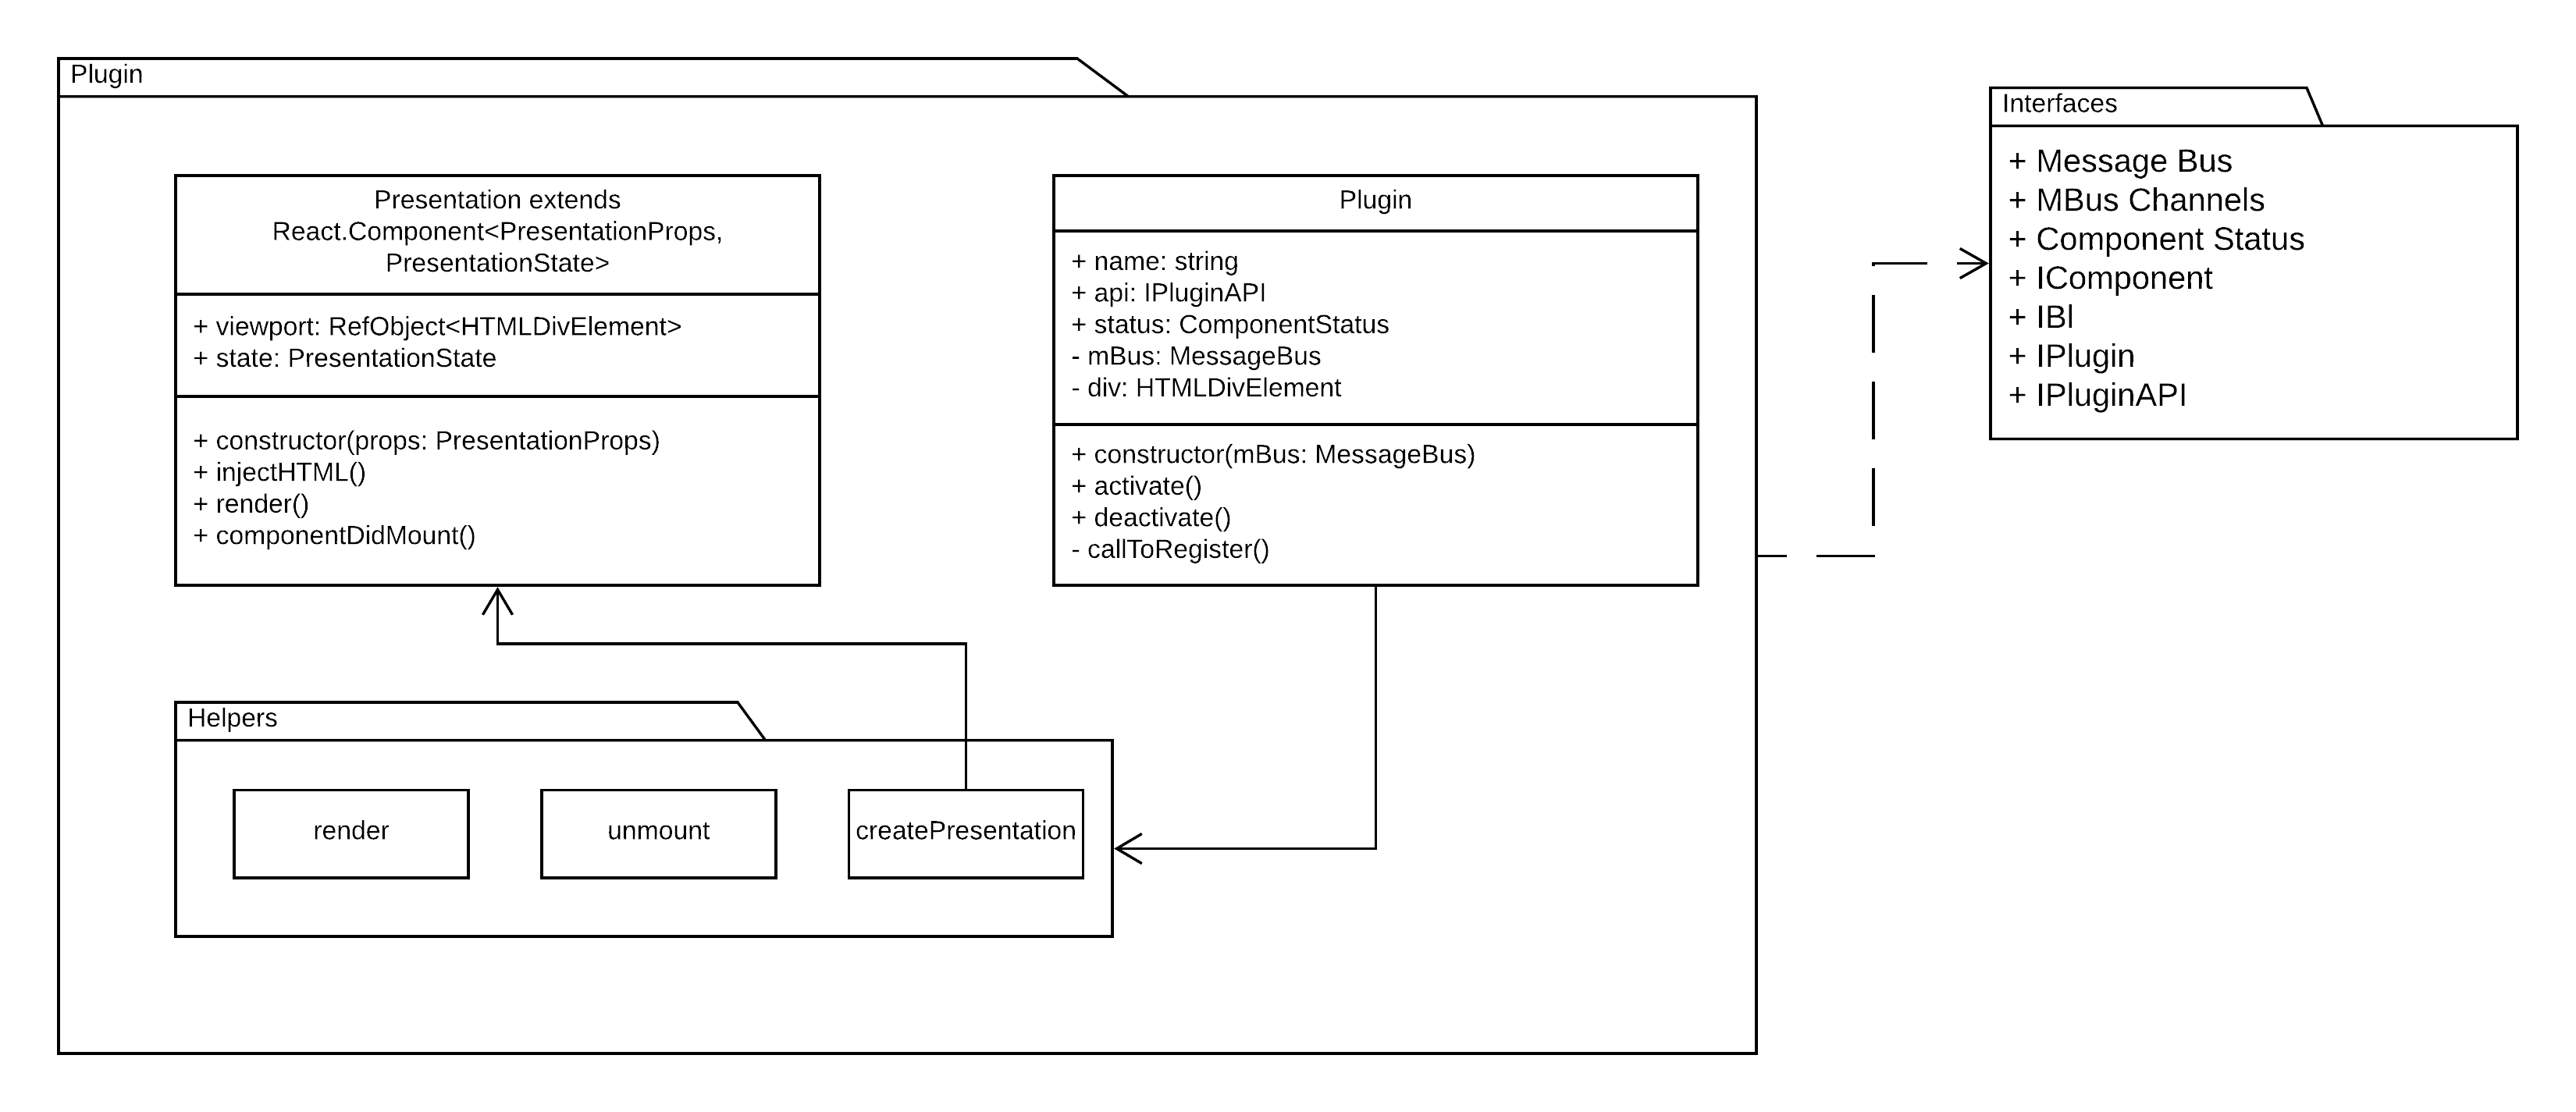 Plugin
Presentation extends
React.Component<PresentationProps,
PresentationState>
+ viewport: RefObject<HTMLDivElement>
+ state: PresentationState
+ constructor(props: PresentationProps)
+ injectHTML()
+ render()
+ componentDidMount()
Plugin
+ name: string
+ api: IPluginAPI
+ status: ComponentStatus
- mBus: MessageBus
- div: HTMLDivElement
+ constructor(mBus: MessageBus)
+ activate()
+ deactivate()
- callToRegister()
Helpers
render
unmount
createPresentation
Interfaces
+ Message Bus
+ MBus Channels
+ Component Status
+ IComponent
+ IBl
+ IPlugin
+ IPluginAPI